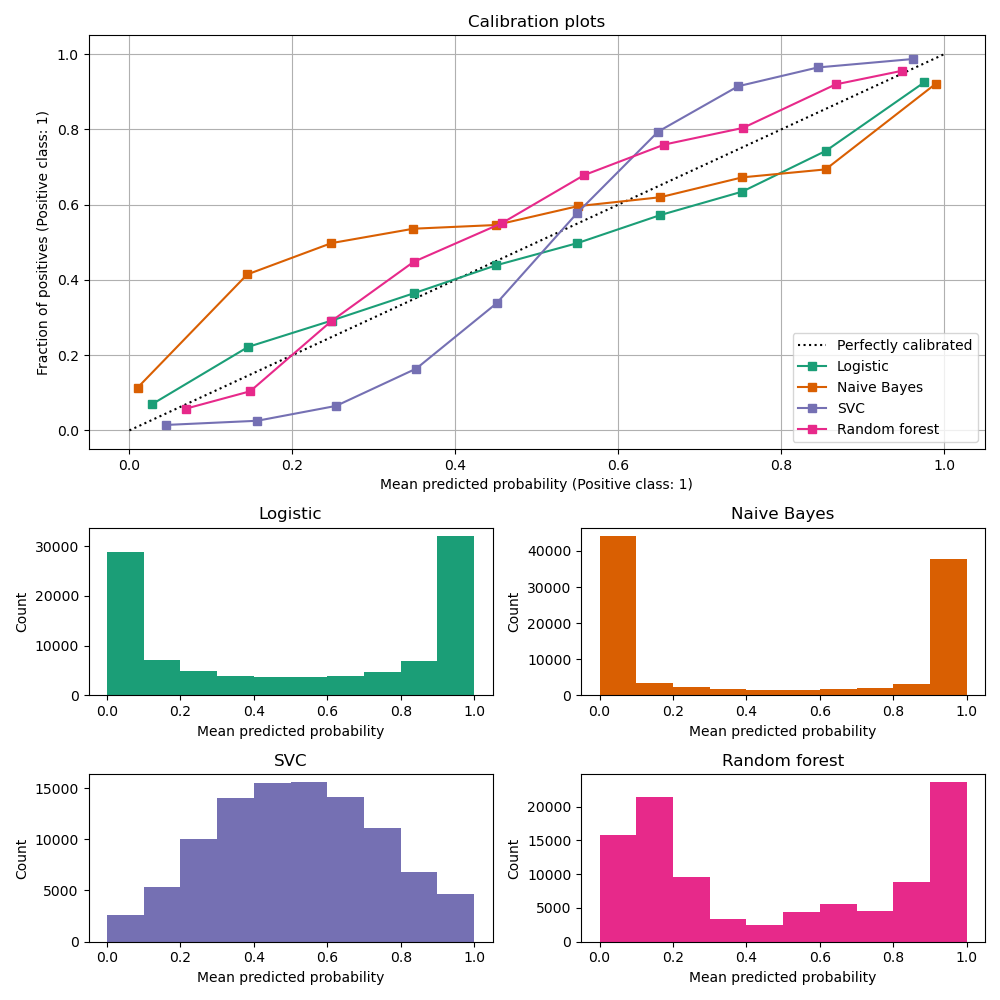 Calibration plots
Fraction of positives (Positive class: 1)
1.0
0.8
0.6
0.4
0.2
0.0
Perfectly calibrated
Logistic
Naive Bayes
SVC
Random forest
0.0 0.2 0.4 0.6 0.8 1.0
Mean predicted probability (Positive class: 1)
Logistic
Count
30000
20000
10000
0
0.0 0.2 0.4 0.6 0.8 1.0
Mean predicted probability
Naive Bayes
Count
40000
30000
20000
10000
0
0.0 0.2 0.4 0.6 0.8 1.0
Mean predicted probability
SVC
Count
15000
10000
5000
0
0.0 0.2 0.4 0.6 0.8 1.0
Mean predicted probability
Random forest
Count
20000
15000
10000
5000
0
0.0 0.2 0.4 0.6 0.8 1.0
Mean predicted probability